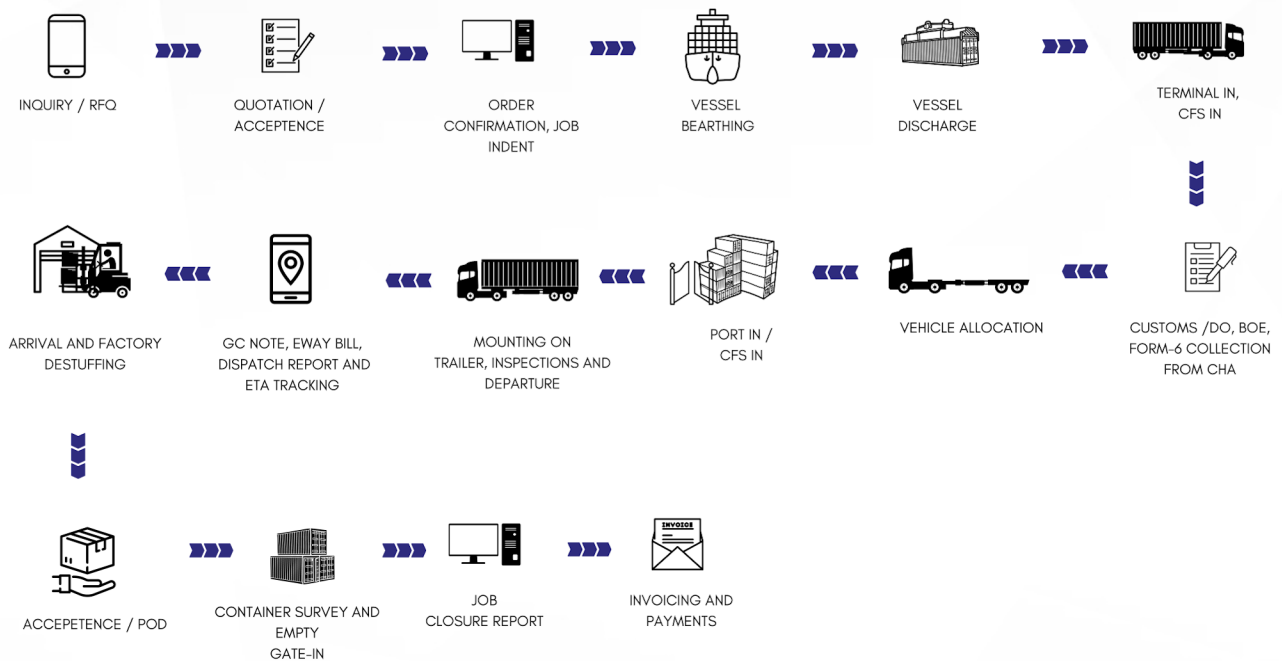 INQUIRY / RFQ
QUOTATION /
ACCEPTENCE
ORDER
CONFIRMATION, JOB
INDENT
VESSEL
BEARTHING
VESSEL
DISCHARGE
TERMINAL IN,
CFS IN
CUSTOMS /DO, BOE,
FORM-6 COLLECTION
FROM CHA
VEHICLE ALLOCATION
PORT IN /
CFS IN
MOUNTING ON
TRAILER, INSPECTIONS AND
DEPARTURE
GC NOTE, EWAY BILL,
DISPATCH REPORT AND
ETA TRACKING
ARRIVAL AND FACTORY
DESTUFFING
ACCEPETENCE / POD
CONTAINER SURVEY AND
EMPTY
GATE-IN
JOB
CLOSURE REPORT
INVOICE
INVOICING AND
PAYMENTS